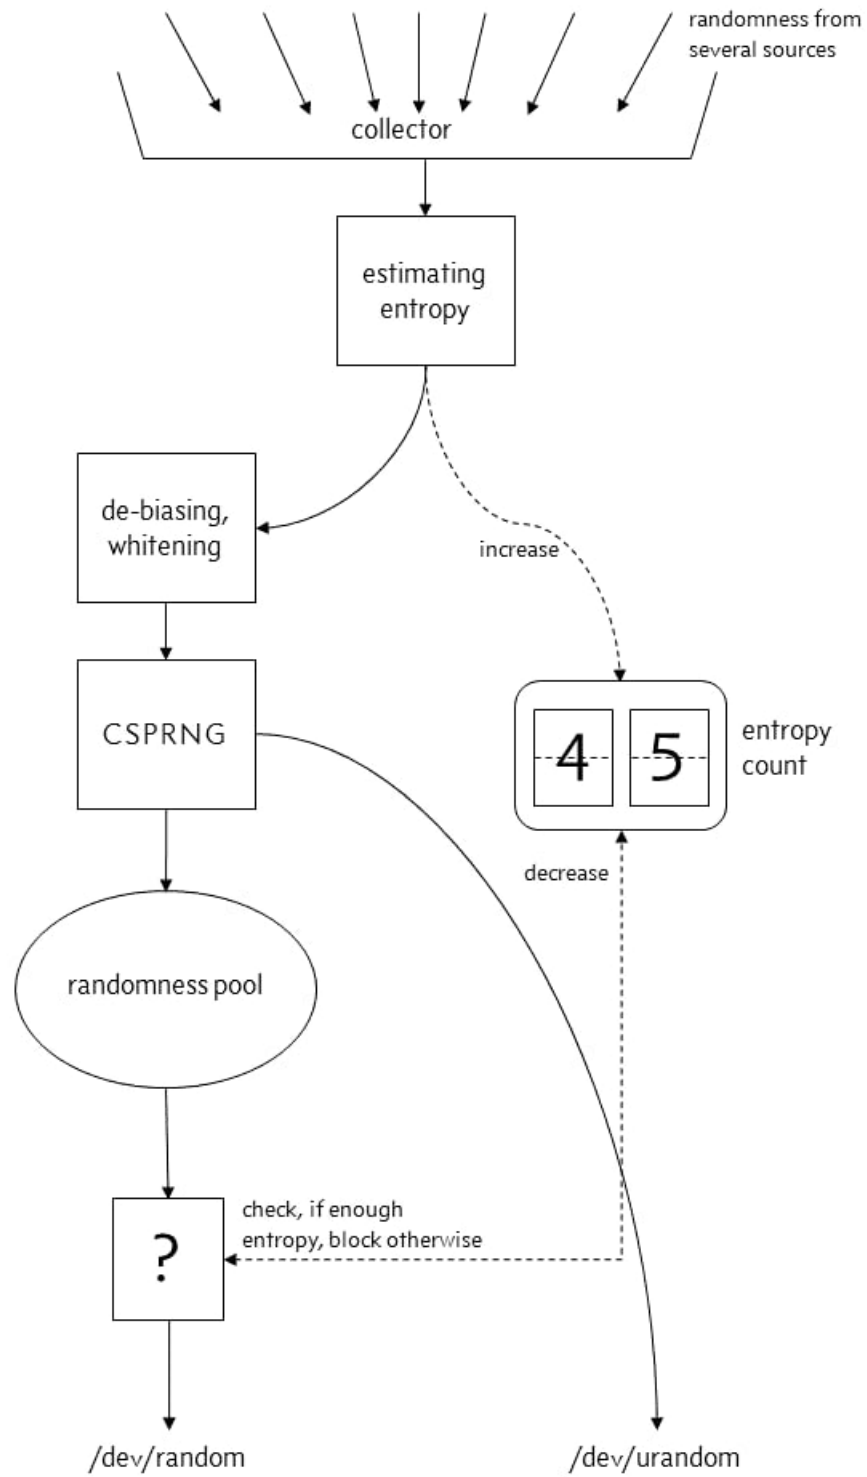 randomness from
several sources
collector
estimating
entropy
de-biasing,
whitening
increase
CSPRNG
4 5
entropy
count
decrease
randomness pool
check, if enough
entropy, block otherwise
?
/dev/random
/dev/urandom